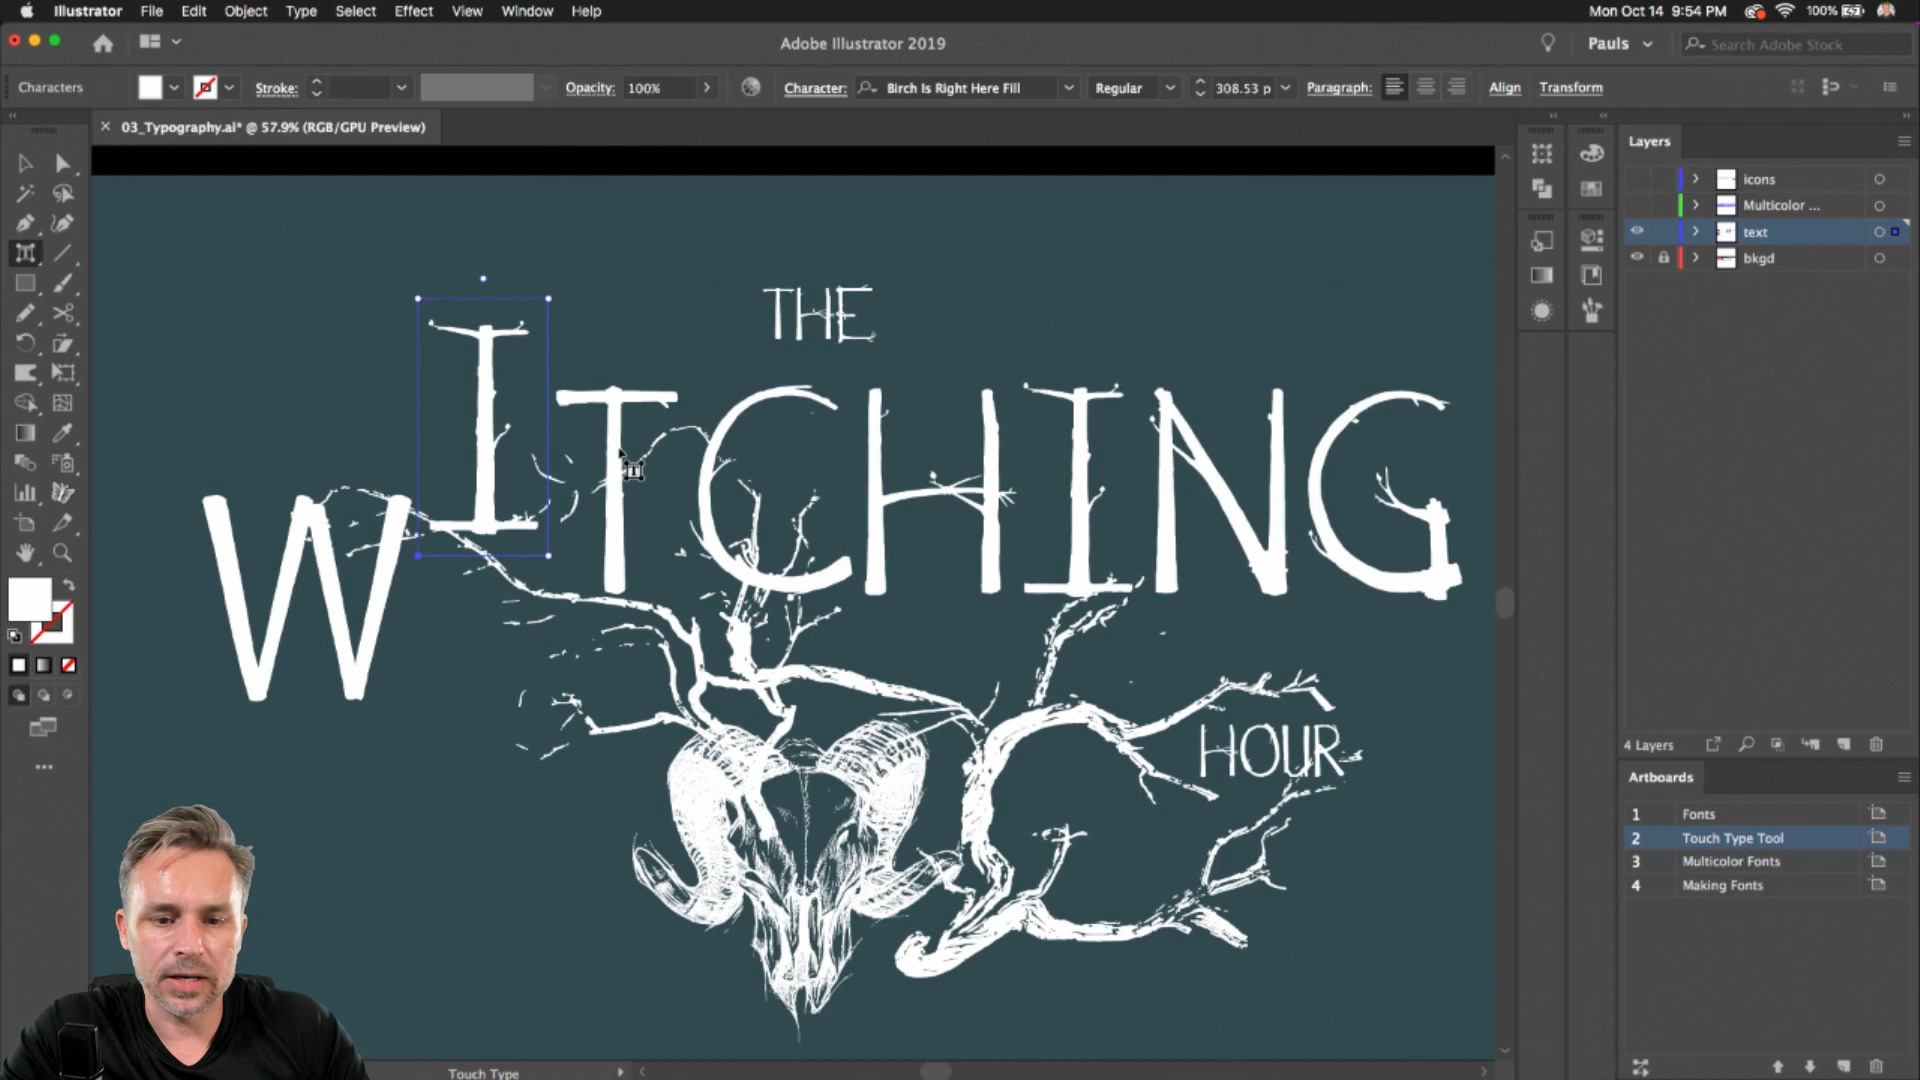 Illustrator File Edit Object Type Select Effect View Window Help
Mon Oct 14 9:54 PM 100%
Adobe Illustrator 2019
Pauls
Search Adobe Stock
Characters
Stroke:
Opacity: 100%
Character: Birch Is Right Here Fill
Regular
308.53 p
Paragraph:
Align
Transform
03_Typography.ai* @ 57.9% (RGB/GPU Preview)
Layers
icons
Multicolor ...
text
bkgd
THE
WITCHING
HOUR
4 Layers
Artboards
1 Fonts
2 Touch Type Tool
3 Multicolor Fonts
4 Making Fonts
Touch Type